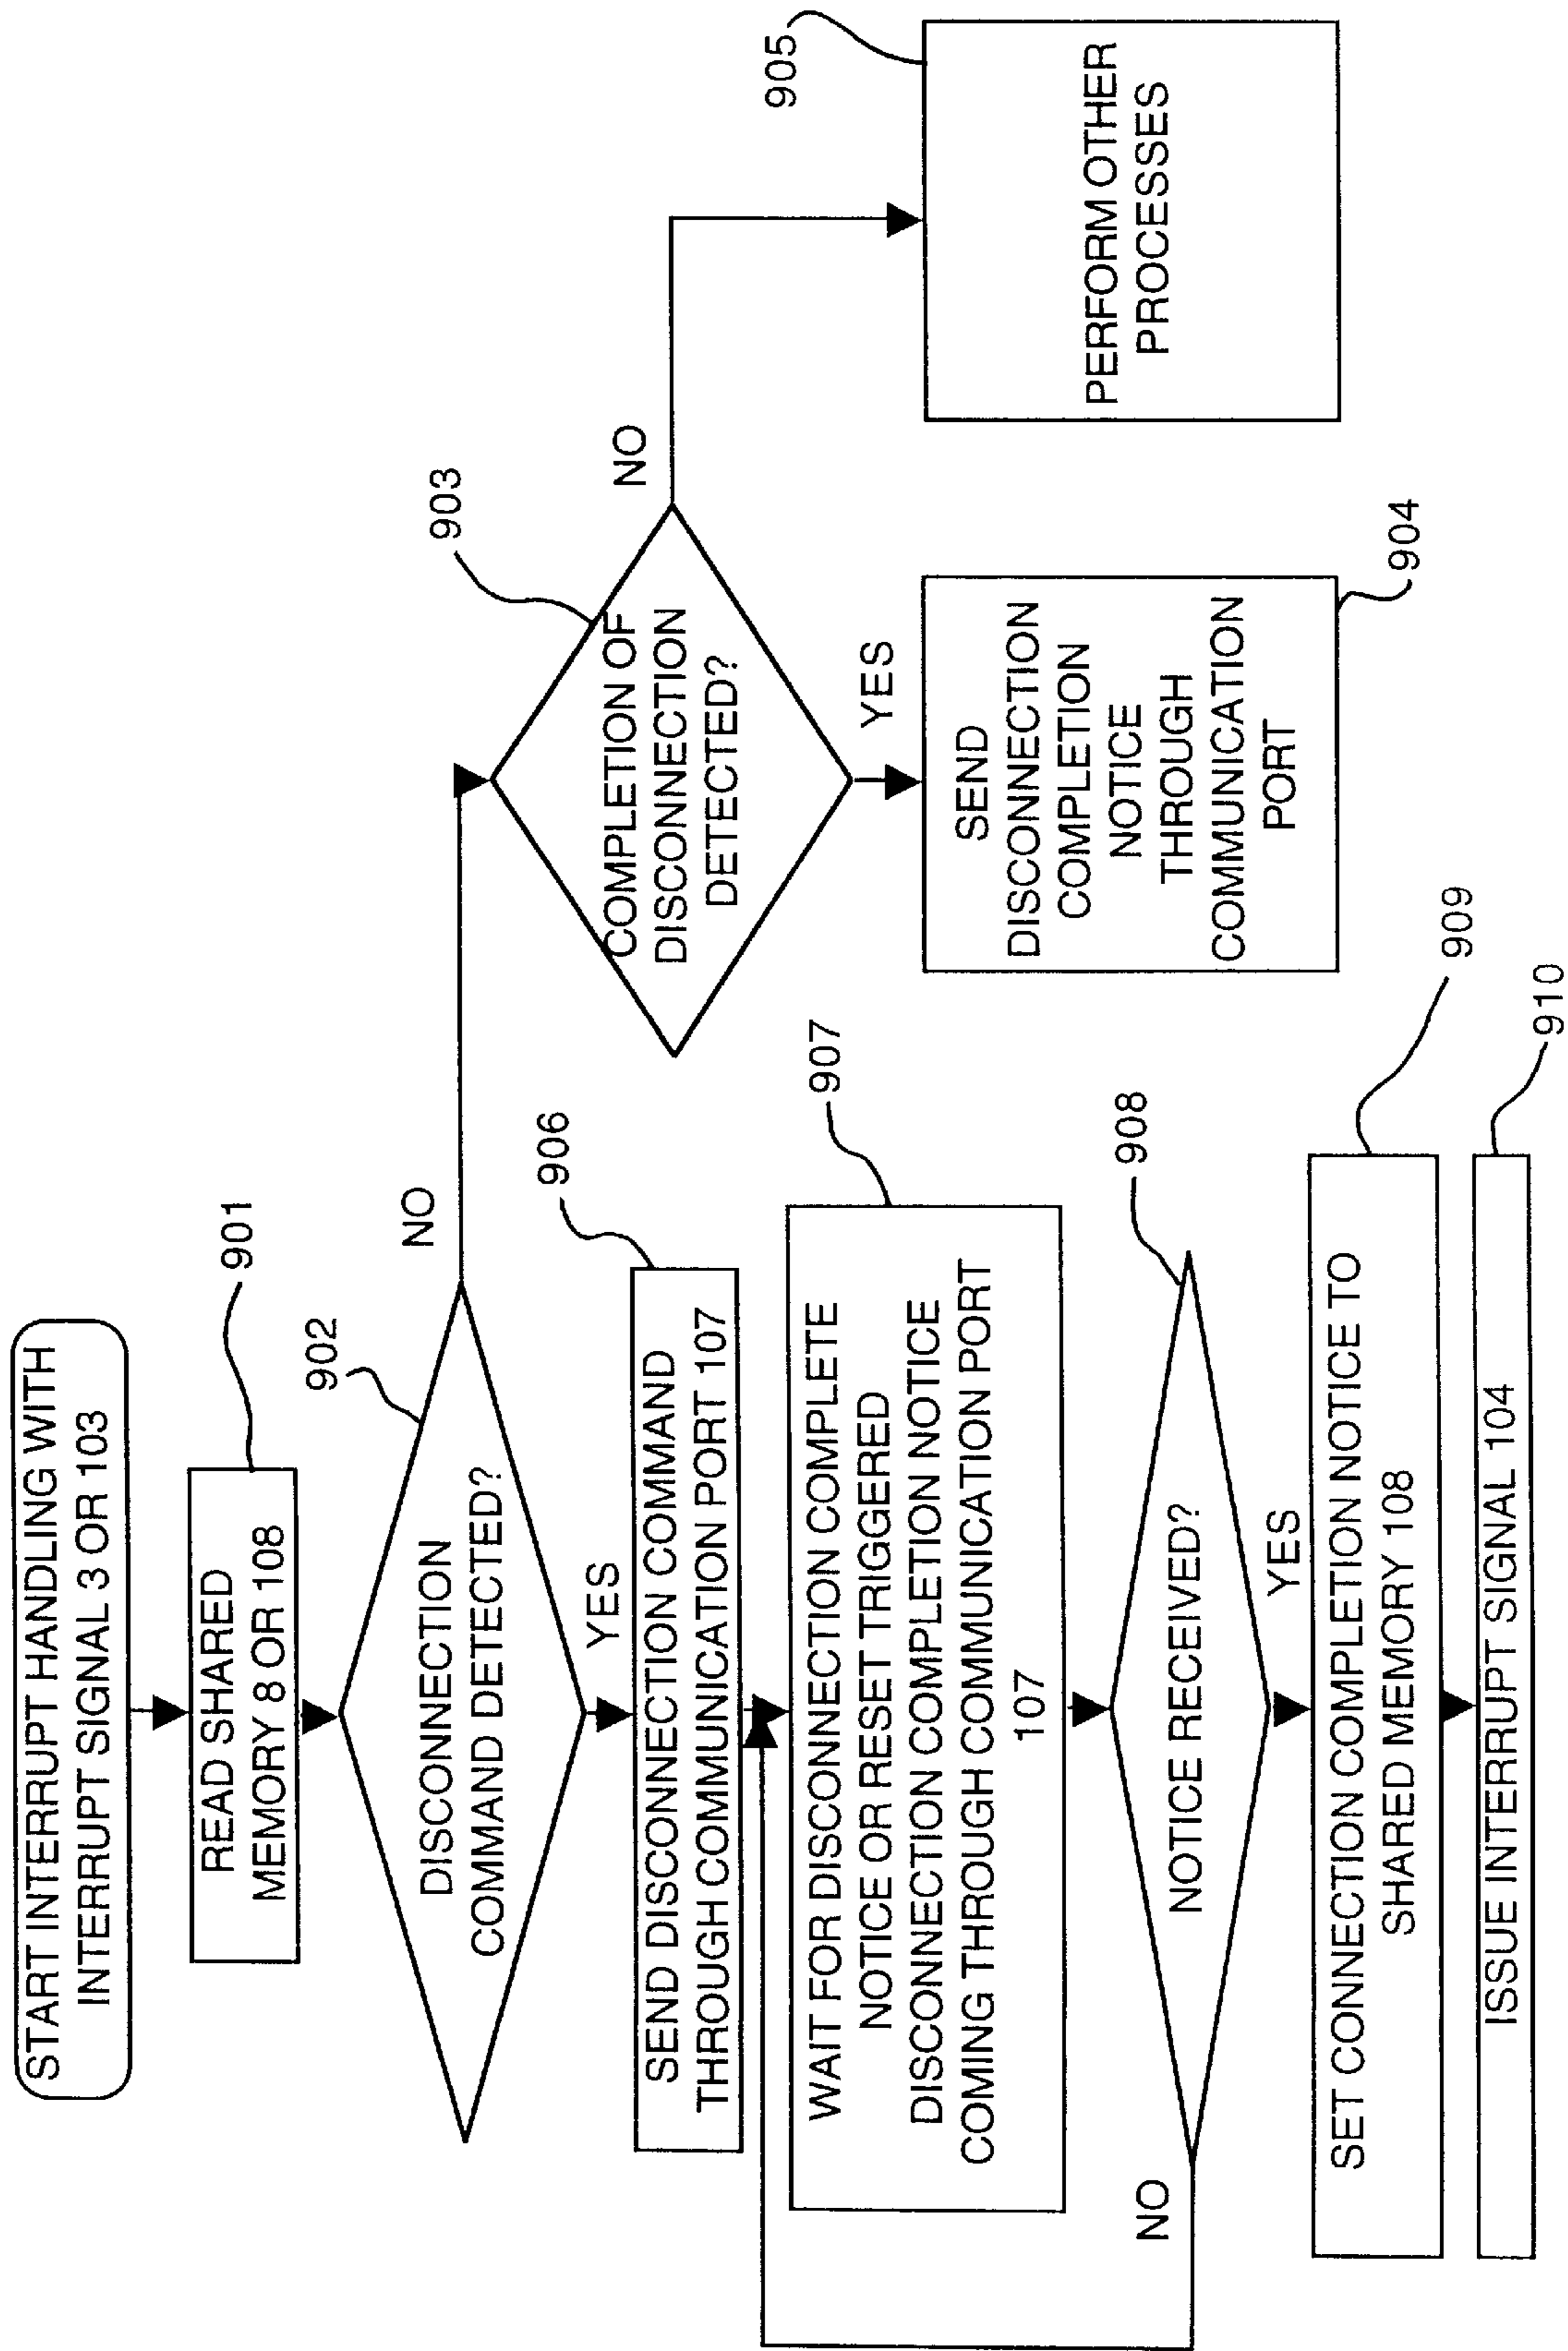 START INTERRUPT HANDLING WITH
INTERRUPT SIGNAL 3 OR 103
READ SHARED
MEMORY 8 OR 108
901
902
DISCONNECTION
COMMAND DETECTED?
NO
YES
903
COMPLETION OF
DISCONNECTION
DETECTED?
NO
YES
905
PERFORM OTHER
PROCESSES
904
SEND
DISCONNECTION
COMPLETION
NOTICE
THROUGH
COMMUNICATION
PORT
906
SEND DISCONNECTION COMMAND
THROUGH COMMUNICATION PORT 107
907
WAIT FOR DISCONNECTION COMPLETE
NOTICE OR RESET TRIGGERED
DISCONNECTION COMPLETION NOTICE
COMING THROUGH COMMUNICATION PORT
107
908
NOTICE RECEIVED?
NO
YES
909
SET CONNECTION COMPLETION NOTICE TO
SHARED MEMORY 108
910
ISSUE INTERRUPT SIGNAL 104